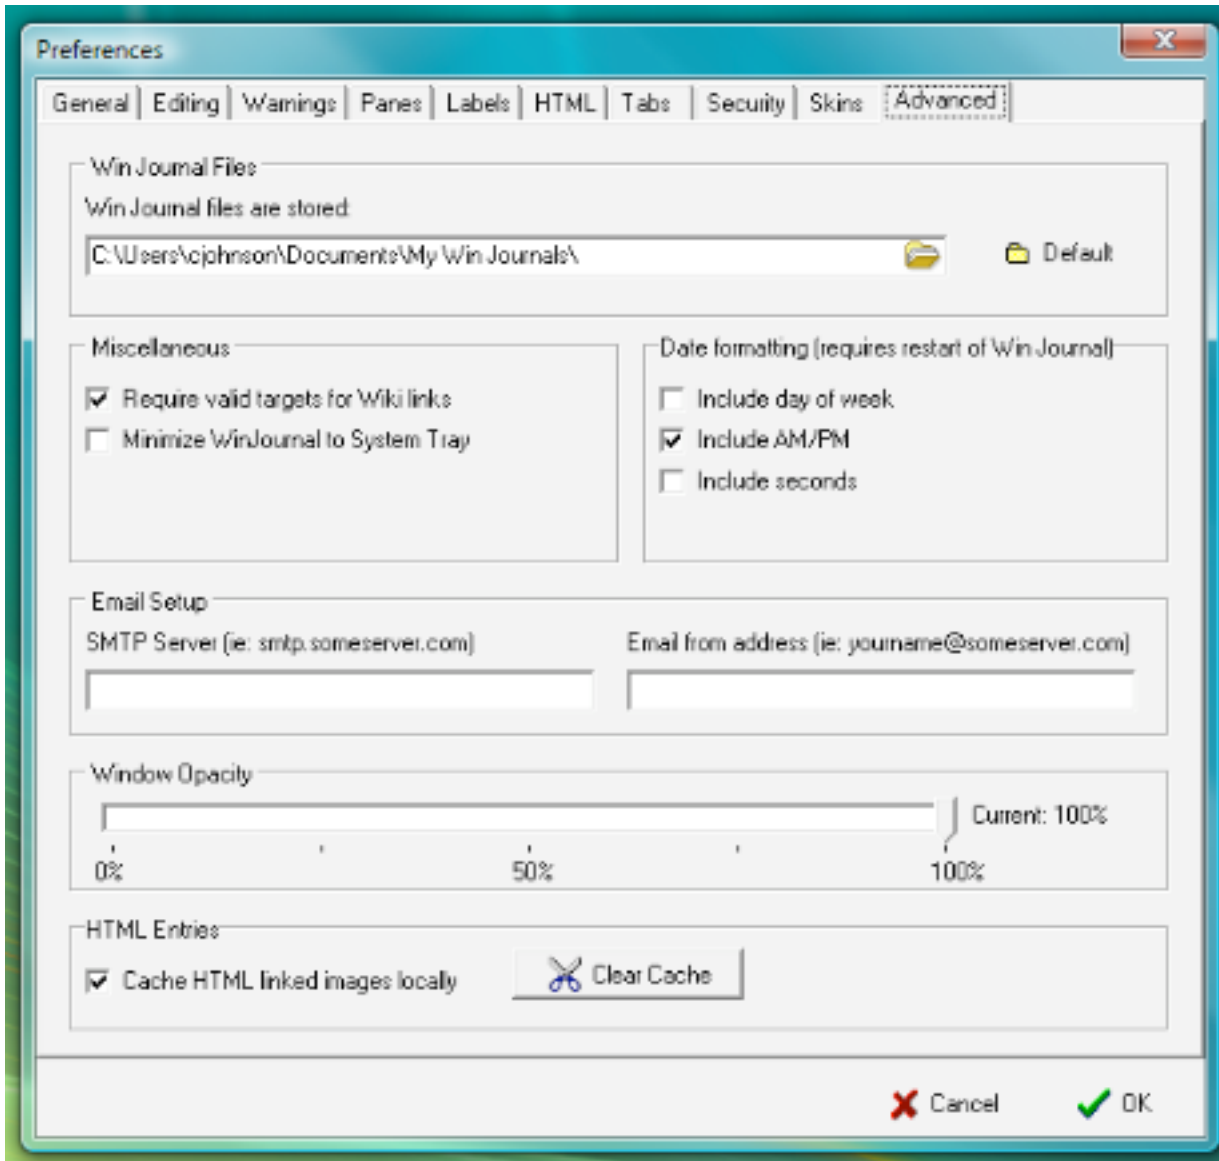 Preferences
General Editing Warnings Panes Labels HTML Tabs Security Skins Advanced
Win Journal Files
Win Journal files are stored:
C:\Users\cjohnson\Documents\My Win Journals\ Default
Miscellaneous
Require valid targets for Wiki links
Minimize WinJournal to System Tray
Date formatting (requires restart of Win Journal)
Include day of week
Include AM/PM
Include seconds
Email Setup
SMTP Server (ie: smtp.someserver.com) Email from address (ie: yourname@someserver.com)
Window Opacity
Current: 100%
0% 50% 100%
HTML Entries
Cache HTML linked images locally Clear Cache
Cancel OK